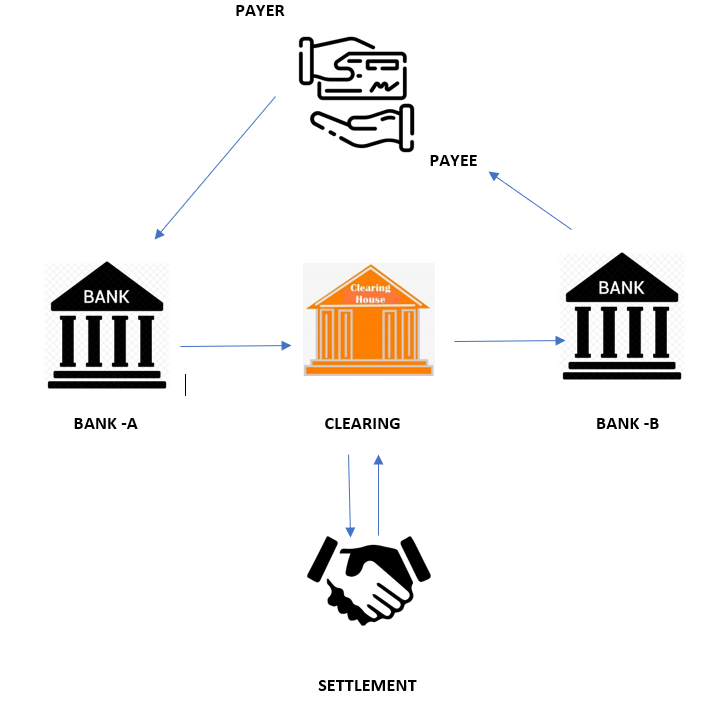 PAYER
PAYEE
BANK
Clearing
House
BANK
BANK -A
CLEARING
BANK -B
SETTLEMENT